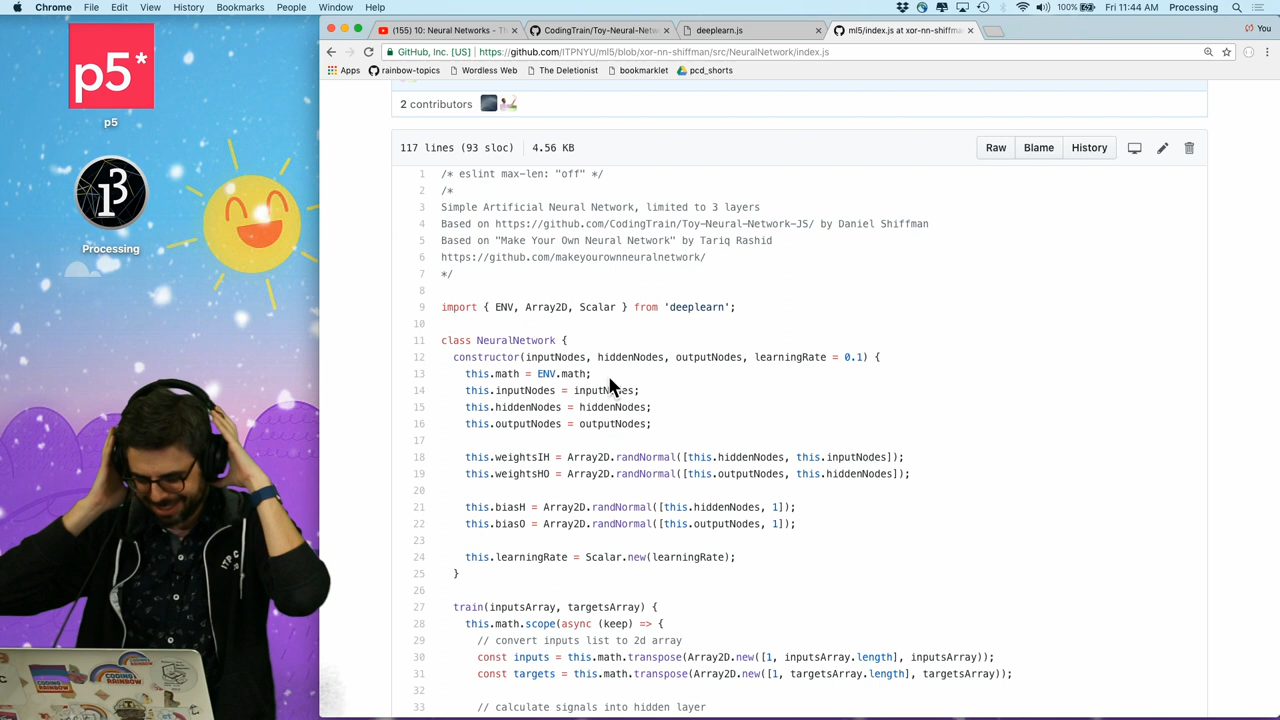 Chrome File Edit View History Bookmarks People Window Help
100% Fri 11:44 AM Processing
(155) 10: Neural Networks - T
CodingTrain/Toy-Neural-Netw
deeplearn.js
ml5/index.js at xor-nn-shiffma
You
GitHub, Inc. [US] https://github.com/ITPNYU/ml5/blob/xor-nn-shiffman/src/NeuralNetwork/index.js
Apps rainbow-topics Wordless Web The Deletionist bookmarklet pcd_shorts
p5*
p5
Processing
2 contributors
117 lines (93 sloc) 4.56 KB
Raw Blame History
1 /* eslint max-len: "off" */
2 /*
3 Simple Artificial Neural Network, limited to 3 layers
4 Based on https://github.com/CodingTrain/Toy-Neural-Network-JS/ by Daniel Shiffman
5 Based on "Make Your Own Neural Network" by Tariq Rashid
6 https://github.com/makeyourownneuralnetwork/
7 */
8
9 import { ENV, Array2D, Scalar } from 'deeplearn';
10
11 class NeuralNetwork {
12 constructor(inputNodes, hiddenNodes, outputNodes, learningRate = 0.1) {
13 this.math = ENV.math;
14 this.inputNodes = inputNodes;
15 this.hiddenNodes = hiddenNodes;
16 this.outputNodes = outputNodes;
17
18 this.weightsIH = Array2D.randNormal([this.hiddenNodes, this.inputNodes]);
19 this.weightsHO = Array2D.randNormal([this.outputNodes, this.hiddenNodes]);
20
21 this.biasH = Array2D.randNormal([this.hiddenNodes, 1]);
22 this.biasO = Array2D.randNormal([this.outputNodes, 1]);
23
24 this.learningRate = Scalar.new(learningRate);
25 }
26
27 train(inputsArray, targetsArray) {
28 this.math.scope(async (keep) => {
29 // convert inputs list to 2d array
30 const inputs = this.math.transpose(Array2D.new([1, inputsArray.length], inputsArray));
31 const targets = this.math.transpose(Array2D.new([1, targetsArray.length], targetsArray));
32
33 // calculate signals into hidden layer
ITP
CODING RAINBOW